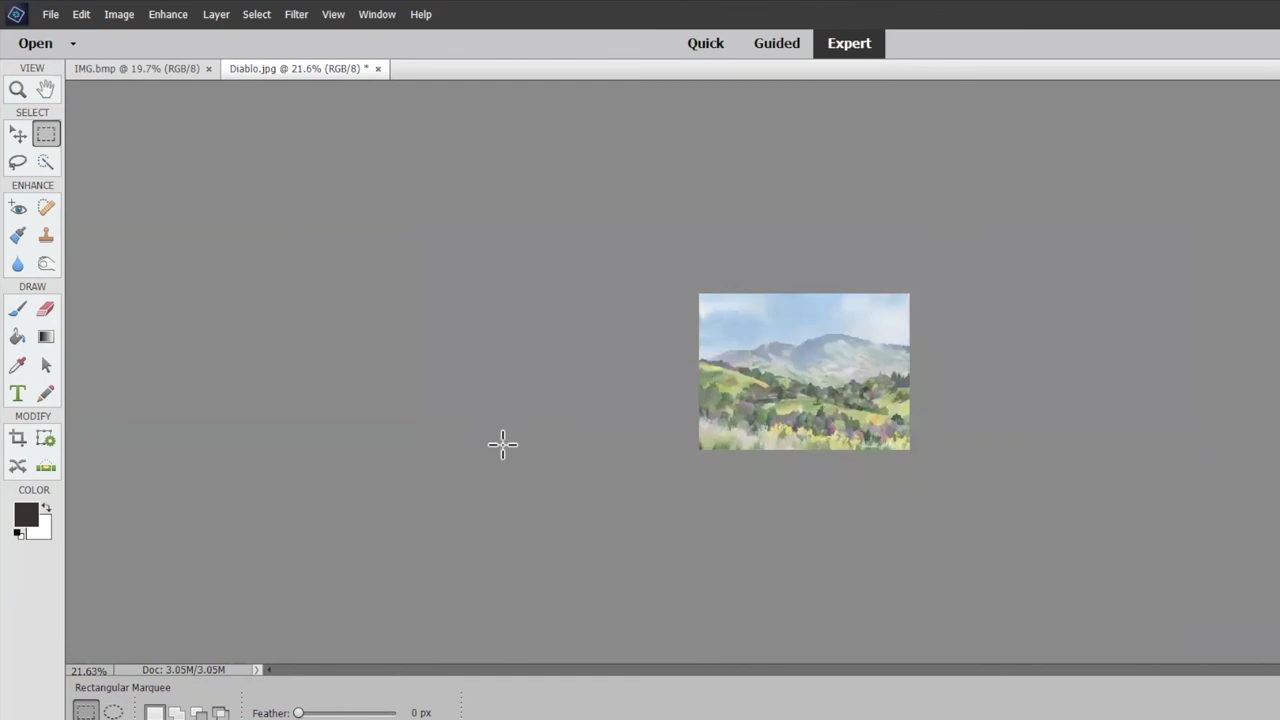 File Edit Image Enhance Layer Select Filter View Window Help
Open Quick Guided Expert
VIEW IMG.bmp @ 19.7% (RGB/8) × Diablo.jpg @ 21.6% (RGB/8) * ×
SELECT
ENHANCE
DRAW
T
MODIFY
COLOR
21.63% Doc: 3.05M/3.05M
Rectangular Marquee
Feather: 0 px